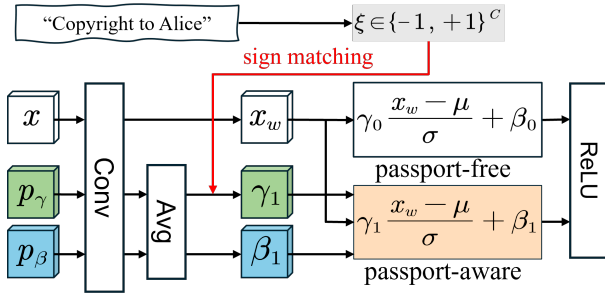 “Copyright to Alice”
ξ∈{-1, +1}^C
sign matching
x
Conv
x_w
γ_0 (x_w − μ)/σ + β_0
passport-free
ReLU
p_γ
Avg
γ_1
γ_1 (x_w − μ)/σ + β_1
p_β
β_1
passport-aware